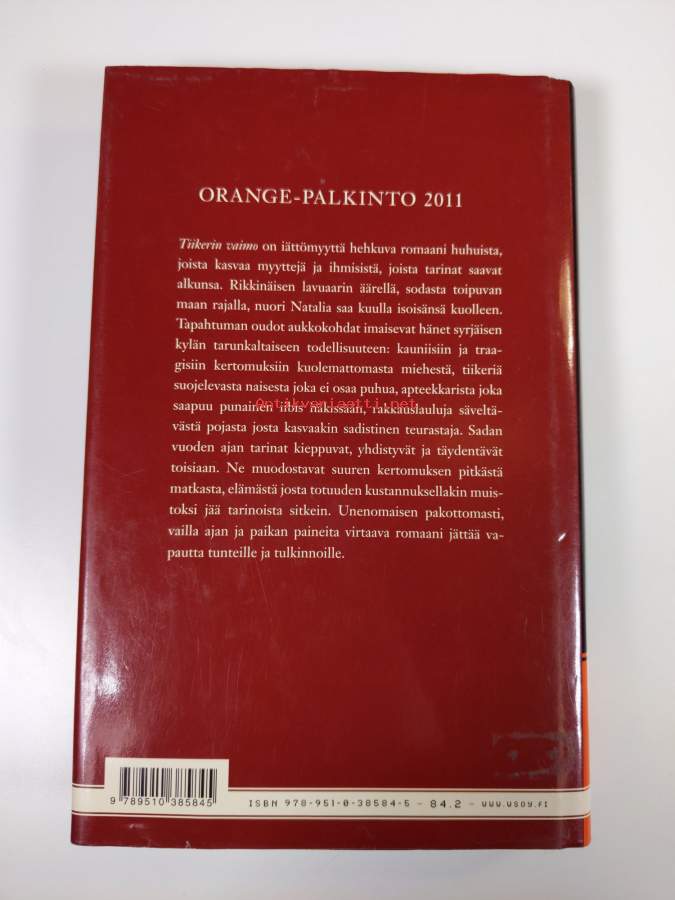 ORANGE-PALKINTO 2011
Tiikerin vaimo on iättömyyttä hehkuva romaani huhuista,
joista kasvaa myyttejä ja ihmisistä, joista tarinat saavat
alkunsa. Rikkinäisen lavuaarin äärellä, sodasta toipuvan
maan rajalla, nuori Natalia saa kuulla isoisänsä kuolleen.
Tapahtuman oudot aukkokohdat imaisevat hänet syrjäisen
kylän tarunkaltaiseen todellisuuteen: kauniisiin ja traa-
gisiin kertomuksiin kuolemattomasta miehestä, tiikeriä
suojelevasta naisesta joka ei osaa puhua, apteekkarista joka
saapuu punainen iibis häkissään, rakkauslauluja säveltä-
västä pojasta josta kasvaakin sadistinen teurastaja. Sadan
vuoden ajan tarinat kieppuvat, yhdistyvät ja täydentävät
toisiaan. Ne muodostavat suuren kertomuksen pitkästä
matkasta, elämästä josta totuuden kustannuksellakin muis-
toksi jää tarinoista sitkein. Unenomaisen pakottomasti,
vailla ajan ja paikan paineita virtaava romaani jättää va-
pautta tunteille ja tulkinnoille.
Antikvariaatti.net
9 789510 385845
ISBN 978-951-0-38584-5 – 84.2 – WWW.WSOY.FI